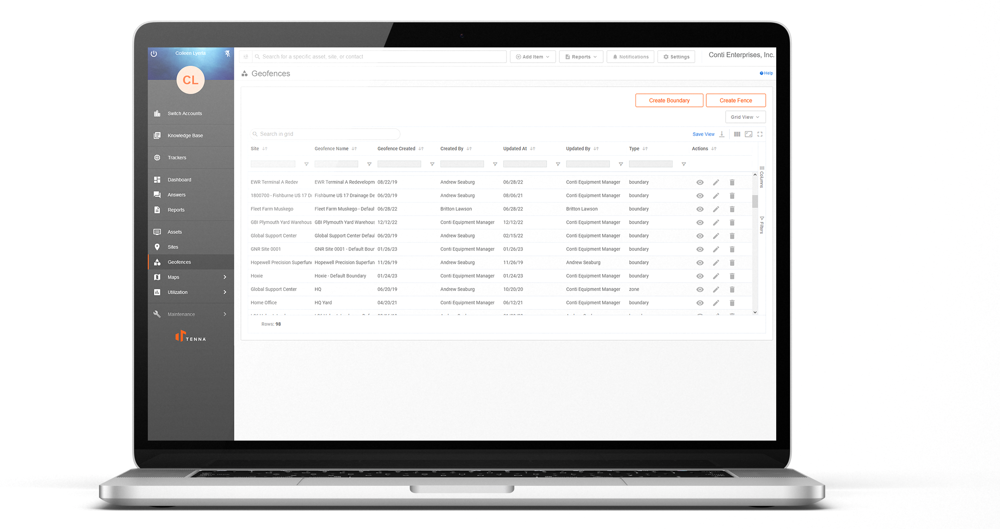 Colleen Lyerla
CL
Switch Accounts
Knowledge Base
Trackers
Dashboard
Answers
Reports
Assets
Sites
Geofences
Maps
Utilization
Maintenance
TENNA
Search for a specific asset, site, or contact
Add Item
Reports
Notifications
Settings
Conti Enterprises, Inc.
Geofences
Help
Create Boundary
Create Fence
Grid View
Search in grid
Save View
Site Geofence Name Geofence Created Created By Updated At Updated By Type Actions
EWR Terminal A Redev EWR Terminal A Redevelopm 08/22/19 Andrew Seaburg 06/28/22 Conti Equipment Manager boundary
1800700 - Fishburne US 17 Dr Fishburne US 17 Drainage De 06/20/19 Andrew Seaburg 08/06/21 Conti Equipment Manager boundary
Fleet Farm Muskego Fleet Farm Muskego - Defaul 06/28/22 Britton Lawson 06/28/22 Britton Lawson boundary
GBI Plymouth Yard Warehous GBI Plymouth Yard Warehous 12/12/22 Conti Equipment Manager 12/12/22 Conti Equipment Manager boundary
Global Support Center Global Support Center Defaul 06/20/19 Andrew Seaburg 02/15/22 Conti Equipment Manager boundary
GNR Site 0001 GNR Site 0001 - Default Bour 01/26/23 Conti Equipment Manager 01/26/23 Conti Equipment Manager boundary
Hopewell Precision Superfund Hopewell Precision Superfun 11/26/19 Andrew Seaburg 11/26/19 Andrew Seaburg boundary
Hoxie Hoxie - Default Boundary 01/24/23 Conti Equipment Manager 01/24/23 Conti Equipment Manager boundary
Global Support Center HQ 06/20/19 Andrew Seaburg 10/20/20 Conti Equipment Manager zone
Home Office HQ Yard 04/20/21 Conti Equipment Manager 06/12/21 Conti Equipment Manager boundary
Rows: 98
Columns
Filters